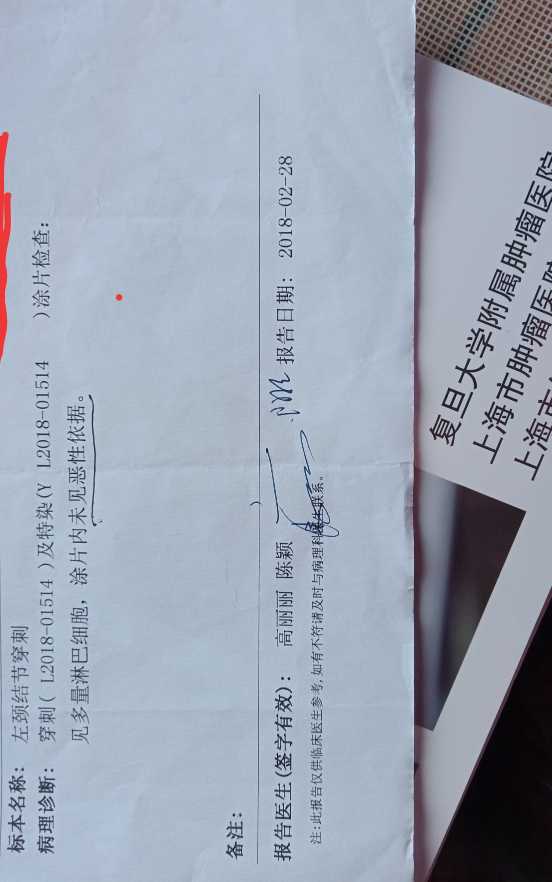 标本名称： 左颈结节穿刺
病理诊断： 穿刺( L2018-01514 )及特染(Y L2018-01514 )涂片检查：
见多量淋巴细胞，涂片内未见恶性依据。
备注：
)
报告医生(签字有效)： 高丽丽 陈颖 报告日期： 2018-02-28
注:此报告仅供临床医生参考,如有不符请及时与病理科医生联系。
复旦大学附属肿瘤医院
上海市肿瘤医院
上海市